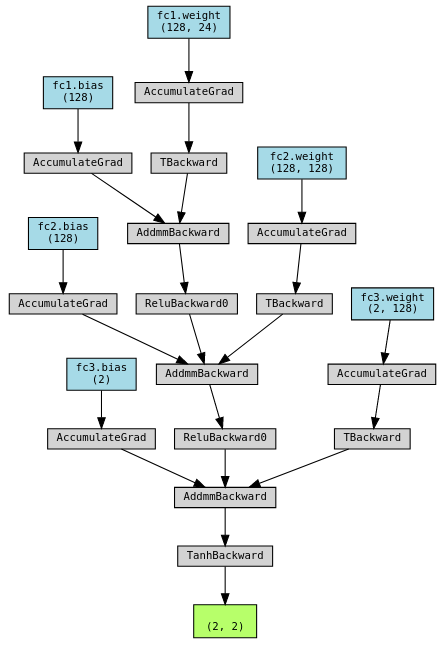 fc1.weight
(128, 24)
fc1.bias
(128)
AccumulateGrad
AccumulateGrad
TBackward
fc2.weight
(128, 128)
fc2.bias
(128)
AddmmBackward
AccumulateGrad
AccumulateGrad
ReluBackward0
TBackward
fc3.weight
(2, 128)
fc3.bias
(2)
AddmmBackward
AccumulateGrad
AccumulateGrad
ReluBackward0
TBackward
AddmmBackward
TanhBackward
(2, 2)